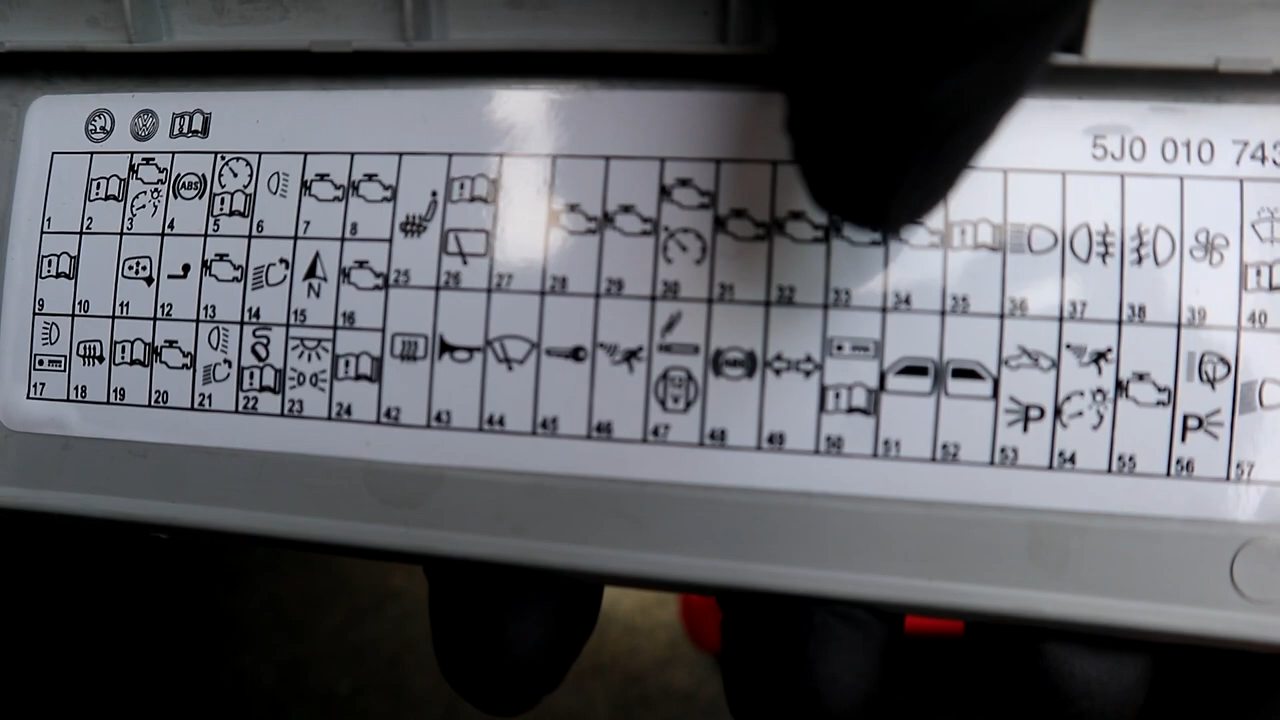 5J0 010 743
ABS
1 2 3 4 5 6 7 8
25 26 27 28 29 30 31 32 33 34 35 36 37 38 39 40
N
9 10 11 12 13 14 15 16
ABS
P P
17 18 19 20 21 22 23 24 42 43 44 45 46 47 48 49 50 51 52 53 54 55 56 57